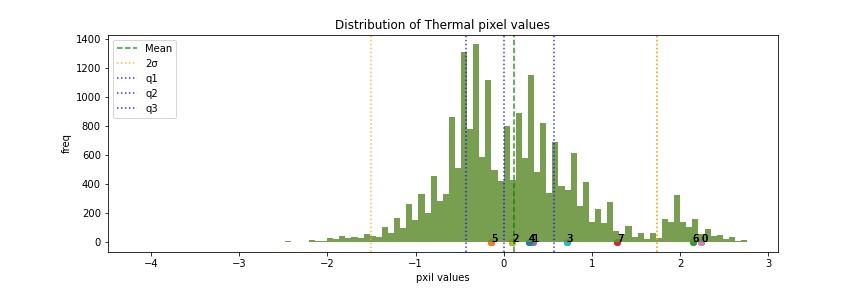 Distribution of Thermal pixel values
Mean
2σ
q1
q2
q3
freq
1400
1200
1000
800
600
400
200
0
5 2 4 1 3 7 6 0
−4 −3 −2 −1 0 1 2 3
pxil values